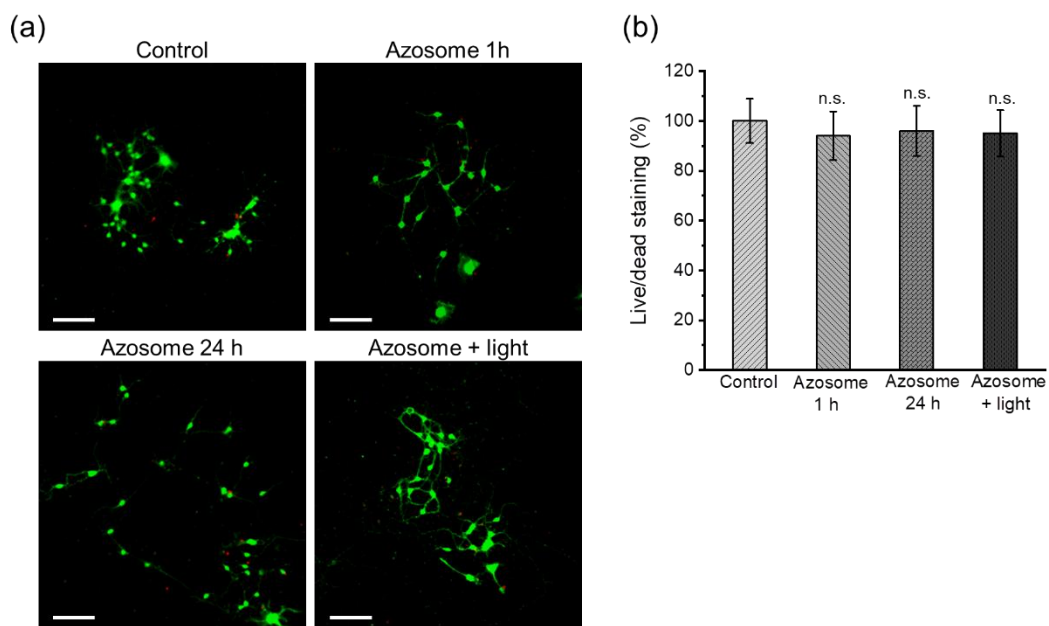 (a)
Control
Azosome 1h
Azosome 24 h
Azosome + light
(b)
Live/dead staining (%)
120
100
80
60
40
20
0
n.s.
n.s.
n.s.
Control
Azosome
1 h
Azosome
24 h
Azosome
+ light